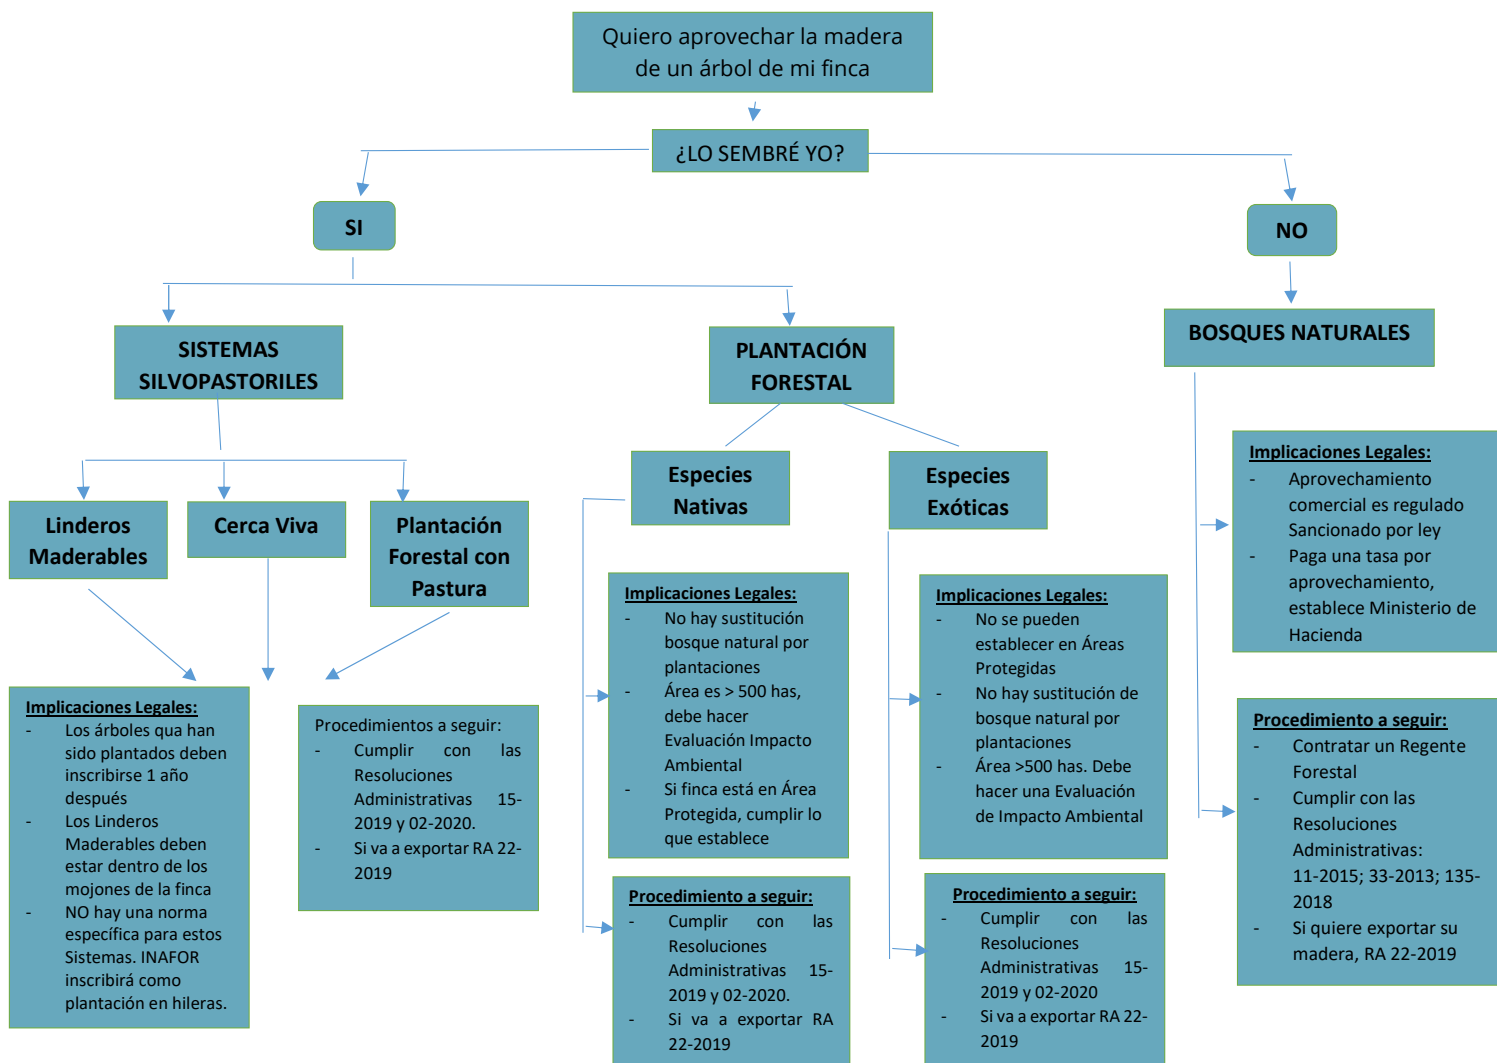 Quiero aprovechar la madera
de un árbol de mi finca
¿LO SEMBRÉ YO?
SI
NO
SISTEMAS
SILVOPASTORILES
PLANTACIÓN
FORESTAL
BOSQUES NATURALES
Linderos
Maderables
Cerca Viva
Plantación
Forestal con
Pastura
Especies
Nativas
Especies
Exóticas
Implicaciones Legales:
- Aprovechamiento
comercial es regulado
Sancionado por ley
- Paga una tasa por
aprovechamiento,
establece Ministerio de
Hacienda
Implicaciones Legales:
- No hay sustitución
bosque natural por
plantaciones
- Área es > 500 has,
debe hacer
Evaluación Impacto
Ambiental
- Si finca está en Área
Protegida, cumplir lo
que establece
Implicaciones Legales:
- No se pueden
establecer en Áreas
Protegidas
- No hay sustitución de
bosque natural por
plantaciones
- Área >500 has. Debe
hacer una Evaluación
de Impacto Ambiental
Implicaciones Legales:
- Los árboles qua han
sido plantados deben
inscribirse 1 año
después
- Los Linderos
Maderables deben
estar dentro de los
mojones de la finca
- NO hay una norma
específica para estos
Sistemas. INAFOR
inscribirá como
plantación en hileras.
Procedimientos a seguir:
- Cumplir con las
Resoluciones
Administrativas 15-
2019 y 02-2020.
- Si va a exportar RA 22-
2019
Procedimiento a seguir:
- Cumplir con las
Resoluciones
Administrativas 15-
2019 y 02-2020.
- Si va a exportar RA
22-2019
Procedimiento a seguir:
- Cumplir con las
Resoluciones
Administrativas 15-
2019 y 02-2020
- Si va a exportar RA 22-
2019
Procedimiento a seguir:
- Contratar un Regente
Forestal
- Cumplir con las
Resoluciones
Administrativas:
11-2015; 33-2013; 135-
2018
- Si quiere exportar su
madera, RA 22-2019